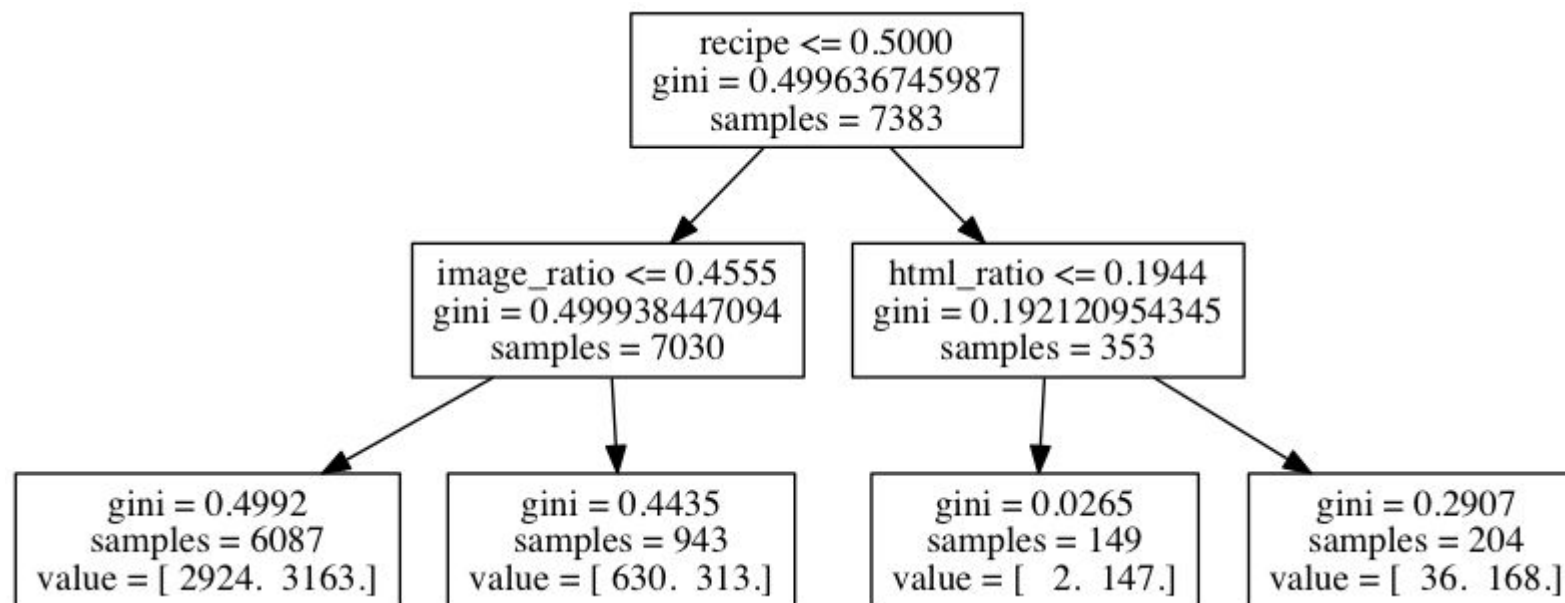 recipe <= 0.5000
gini = 0.499636745987
samples = 7383
image_ratio <= 0.4555
gini = 0.499938447094
samples = 7030
html_ratio <= 0.1944
gini = 0.192120954345
samples = 353
gini = 0.4992
samples = 6087
value = [ 2924. 3163.]
gini = 0.4435
samples = 943
value = [ 630. 313.]
gini = 0.0265
samples = 149
value = [ 2. 147.]
gini = 0.2907
samples = 204
value = [ 36. 168.]